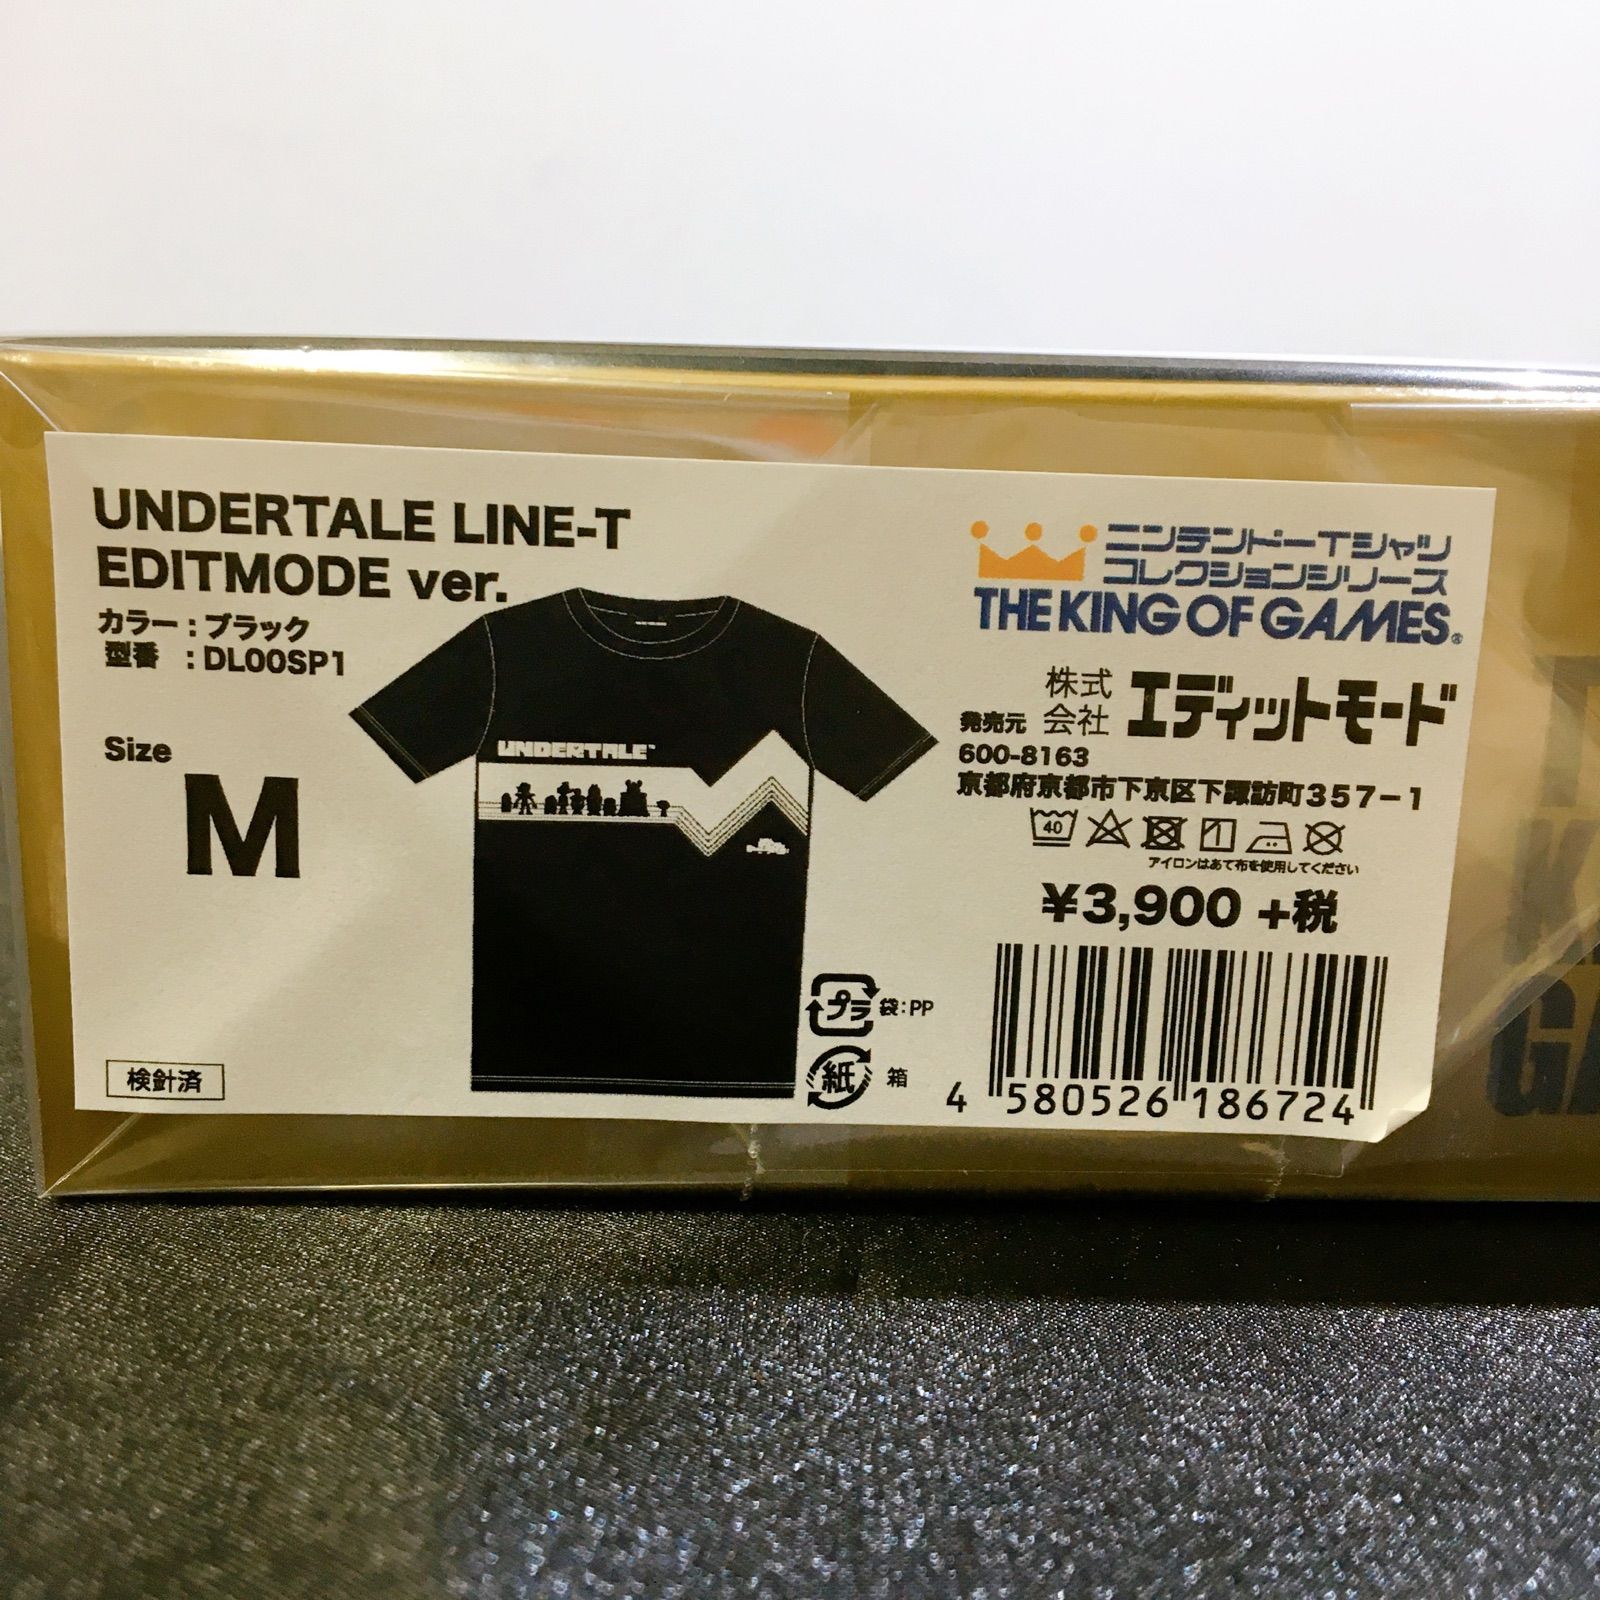 UNDERTALE LINE-T
EDITMODE ver.
カラー：ブラック
型番　：DL00SP1
Size
M
検針済
UNDERTALE™
プラ 袋：PP
紙 箱
ニンテンドーTシャツ
コレクションシリーズ
THE KING OF GAMES®
発売元 株式会社 エディットモード
600-8163
京都府京都市下京区下諏訪町357-1
40
アイロンはあて布を使用してください
¥3,900 +税
4 580526 186724